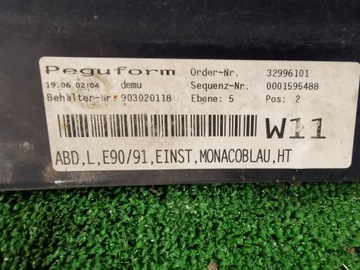 Peguform Order-Nr. 32996101
19.06 02:04 demu Sequenz-Nr. 0001595488
Behälter-Nr 903020118 Ebene: 5 Pos: 2
W11
ABD,L,E90/91,EINST,MONACOBLAU,HT